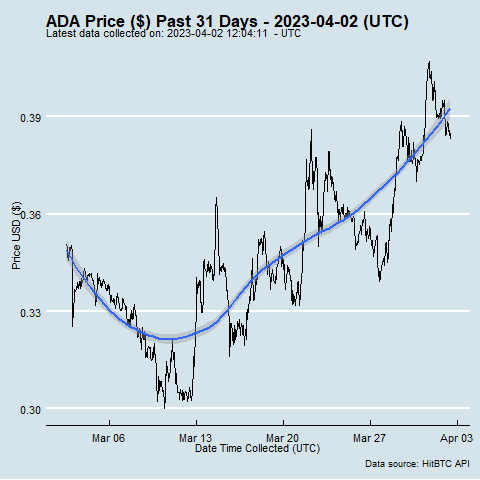 ADA Price ($) Past 31 Days - 2023-04-02 (UTC)
Latest data collected on: 2023-04-02 12:04:11  - UTC
Price USD ($)
0.39
0.36
0.33
0.30
Mar 06
Mar 13
Mar 20
Mar 27
Apr 03
Date Time Collected (UTC)
Data source: HitBTC API